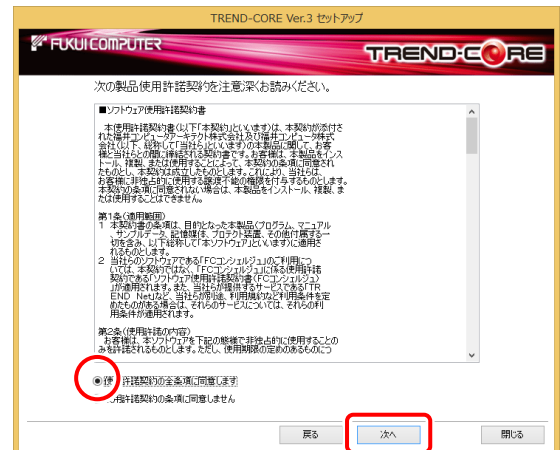 TREND-CORE Ver.3 セットアップ
FUKUI COMPUTER
TREND-CORE
次の製品使用許諾契約を注意深くお読みください。
■ソフトウェア使用許諾契約書
本使用許諾契約書(以下「本契約」といいます)は、本契約が添付さ
れた福井コンピュータアーキテクト株式会社及び福井コンピュータ株式
会社(以下、総称して「当社ら」といいます)の本製品に関して、お客
様と当社らとの間に締結される契約書です。お客様は、本製品をインス
トール、複製、または使用することによって、本契約の条項に同意され
たものとし、本契約は成立したものとします。これにより、当社らは、
お客様に非独占的に使用する譲渡不能の権限を付与するものとします。
本契約の条項に同意されない場合は、本製品をインストール、複製、ま
たは使用することはできません。
第1条(適用範囲)
1 本契約書の条項は、目的となった本製品(プログラム、マニュアル
、サンプルデータ、記憶媒体、プロテクト装置、その他付属する一
切を含み、以下総称して「本ソフトウェア」といいます)に適用さ
れるものとします。
2 当社らのソフトウェアである「FCコンシェルジュ」のご利用につ
いては、本契約ではなく、「FCコンシェルジュ」に係る使用許諾
契約である「ソフトウェア使用許諾契約書(FCコンシェルジュ)
」が適用されます。また、当社らが提供するサービスである「TR
END Net」など、当社らが別途、利用規約など利用条件を定
めたものがある場合は、それらのサービスについては、それらの利
用条件が適用されます。
第2条(使用許諾の内容)
お客様は、本ソフトウェアを下記の態様で非独占的に使用することの
みを許諾されるものとします。ただし、使用期限の定めのあるものにつ
使 許諾契約の全条項に同意します
用許諾契約の条項に同意しません
戻る 次へ 閉じる